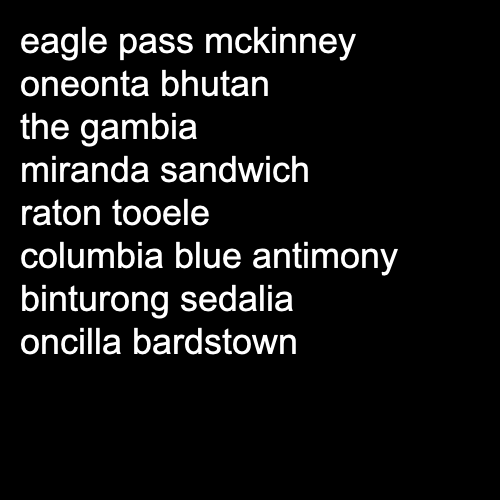 eagle pass mckinney
oneonta bhutan
the gambia
miranda sandwich
raton tooele
columbia blue antimony
binturong sedalia
oncilla bardstown